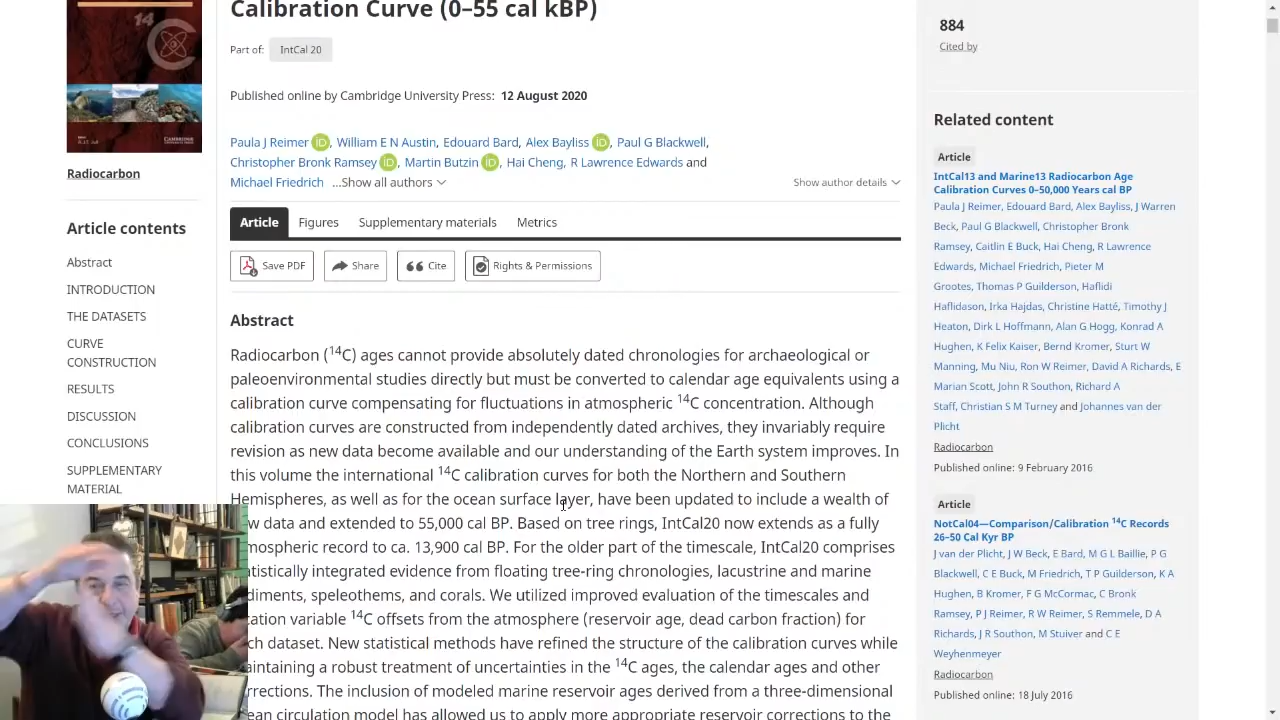 Calibration Curve (0–55 cal kBP)
Part of: IntCal 20
Published online by Cambridge University Press: 12 August 2020
Paula J Reimer iD, William E N Austin, Edouard Bard, Alex Bayliss iD, Paul G Blackwell,
Christopher Bronk Ramsey iD, Martin Butzin iD, Hai Cheng, R Lawrence Edwards and
Michael Friedrich ...Show all authors
Show author details
14
C
CAMBRIDGE
Radiocarbon
Article contents
Abstract
INTRODUCTION
THE DATASETS
CURVE
CONSTRUCTION
RESULTS
DISCUSSION
CONCLUSIONS
SUPPLEMENTARY
MATERIAL
Article Figures Supplementary materials Metrics
Save PDF Share Cite Rights & Permissions
Abstract
Radiocarbon (14C) ages cannot provide absolutely dated chronologies for archaeological or
paleoenvironmental studies directly but must be converted to calendar age equivalents using a
calibration curve compensating for fluctuations in atmospheric 14C concentration. Although
calibration curves are constructed from independently dated archives, they invariably require
revision as new data become available and our understanding of the Earth system improves. In
this volume the international 14C calibration curves for both the Northern and Southern
Hemispheres, as well as for the ocean surface layer, have been updated to include a wealth of
w data and extended to 55,000 cal BP. Based on tree rings, IntCal20 now extends as a fully
mospheric record to ca. 13,900 cal BP. For the older part of the timescale, IntCal20 comprises
atistically integrated evidence from floating tree-ring chronologies, lacustrine and marine
diments, speleothems, and corals. We utilized improved evaluation of the timescales and
cation variable 14C offsets from the atmosphere (reservoir age, dead carbon fraction) for
ch dataset. New statistical methods have refined the structure of the calibration curves while
aintaining a robust treatment of uncertainties in the 14C ages, the calendar ages and other
rrections. The inclusion of modeled marine reservoir ages derived from a three-dimensional
ean circulation model has allowed us to apply more appropriate reservoir corrections to the
884
Cited by
Related content
Article
IntCal13 and Marine13 Radiocarbon Age
Calibration Curves 0–50,000 Years cal BP
Paula J Reimer, Edouard Bard, Alex Bayliss, J Warren
Beck, Paul G Blackwell, Christopher Bronk
Ramsey, Caitlin E Buck, Hai Cheng, R Lawrence
Edwards, Michael Friedrich, Pieter M
Grootes, Thomas P Guilderson, Haflidi
Haflidason, Irka Hajdas, Christine Hatté, Timothy J
Heaton, Dirk L Hoffmann, Alan G Hogg, Konrad A
Hughen, K Felix Kaiser, Bernd Kromer, Sturt W
Manning, Mu Niu, Ron W Reimer, David A Richards, E
Marian Scott, John R Southon, Richard A
Staff, Christian S M Turney and Johannes van der
Plicht
Radiocarbon
Published online: 9 February 2016
Article
NotCal04—Comparison/Calibration 14C Records
26–50 Cal Kyr BP
J van der Plicht, J W Beck, E Bard, M G L Baillie, P G
Blackwell, C E Buck, M Friedrich, T P Guilderson, K A
Hughen, B Kromer, F G McCormac, C Bronk
Ramsey, P J Reimer, R W Reimer, S Remmele, D A
Richards, J R Southon, M Stuiver and C E
Weyhenmeyer
Radiocarbon
Published online: 18 July 2016